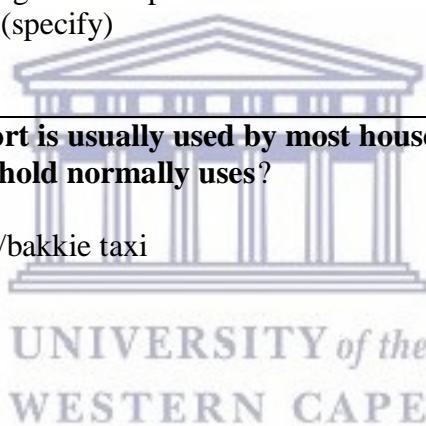 (specify)
ort is usually used by most house
hold normally uses?
/bakkie taxi
UNIVERSITY of the
WESTERN CAPE